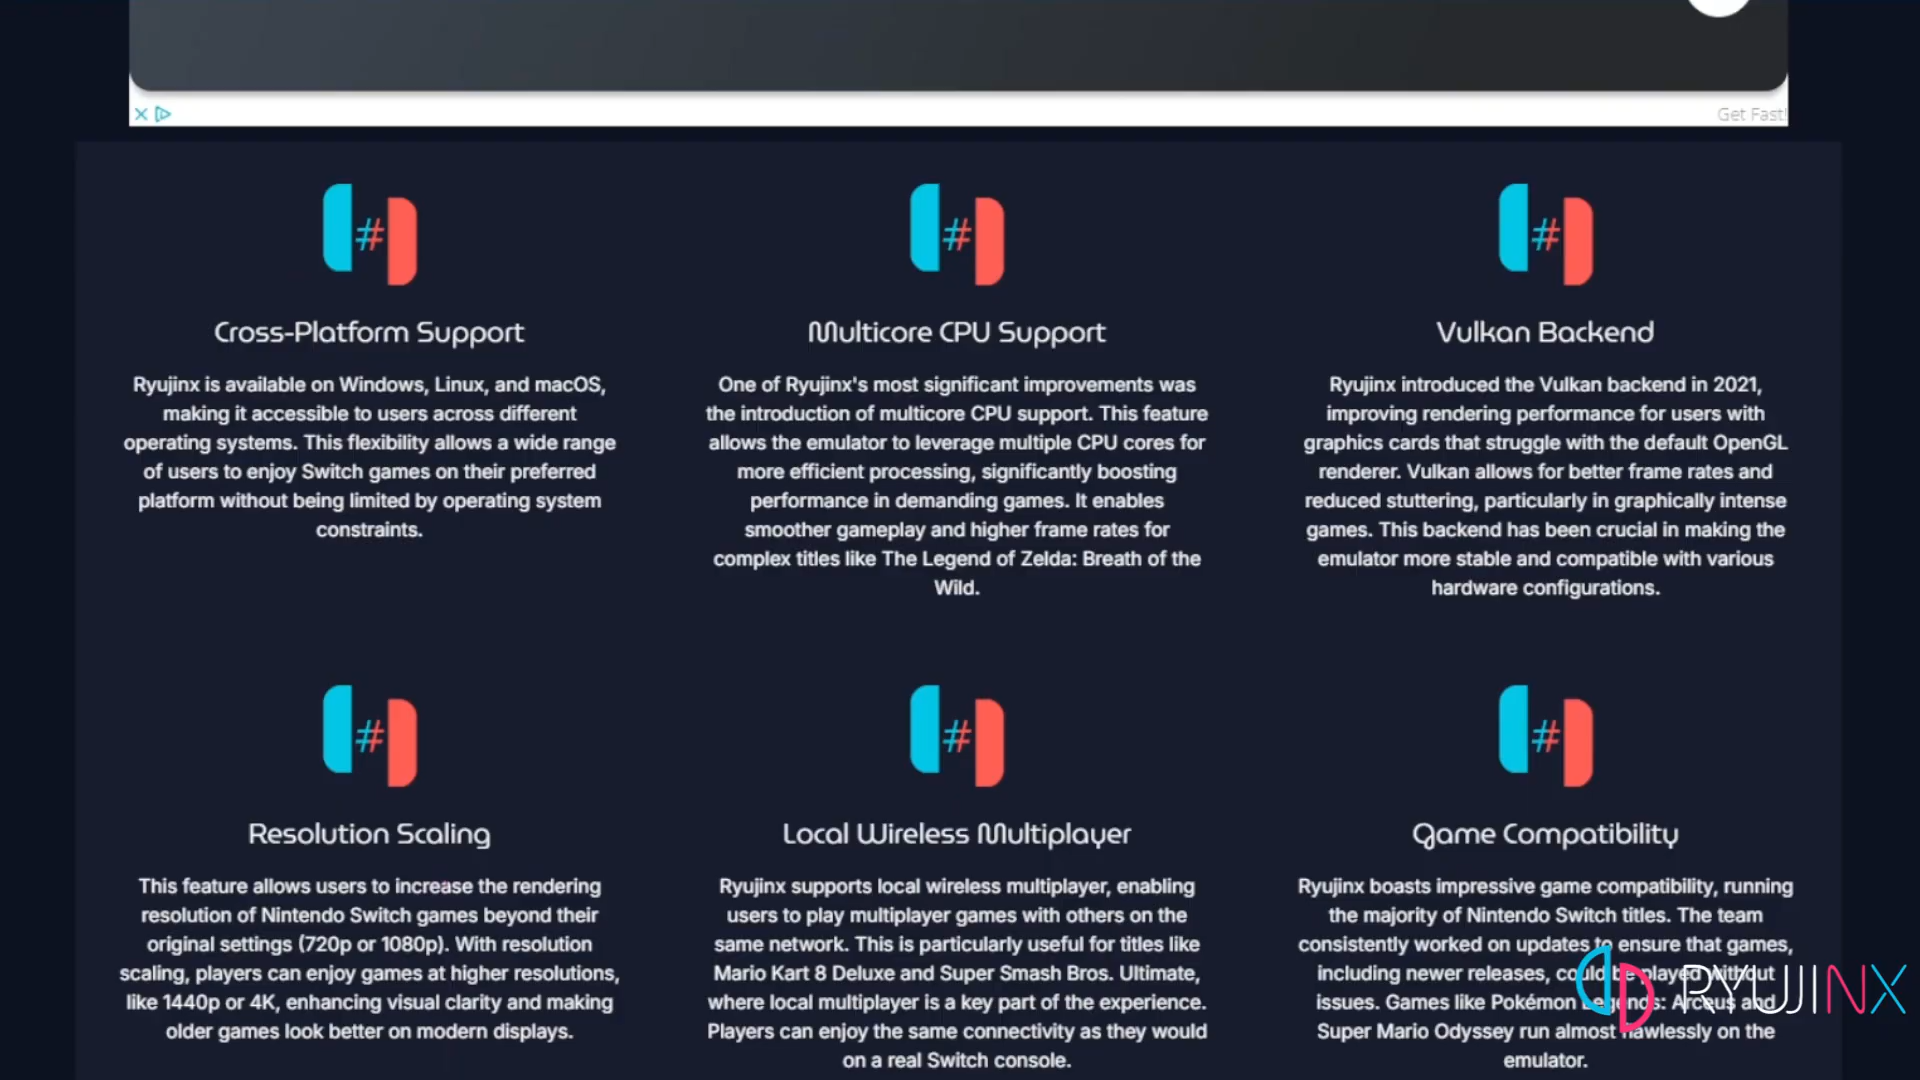 Get Fast!
#
#
#
Cross-Platform Support
Ryujinx is available on Windows, Linux, and macOS,
making it accessible to users across different
operating systems. This flexibility allows a wide range
of users to enjoy Switch games on their preferred
platform without being limited by operating system
constraints.
Multicore CPU Support
One of Ryujinx's most significant improvements was
the introduction of multicore CPU support. This feature
allows the emulator to leverage multiple CPU cores for
more efficient processing, significantly boosting
performance in demanding games. It enables
smoother gameplay and higher frame rates for
complex titles like The Legend of Zelda: Breath of the
Wild.
Vulkan Backend
Ryujinx introduced the Vulkan backend in 2021,
improving rendering performance for users with
graphics cards that struggle with the default OpenGL
renderer. Vulkan allows for better frame rates and
reduced stuttering, particularly in graphically intense
games. This backend has been crucial in making the
emulator more stable and compatible with various
hardware configurations.
#
#
#
Resolution Scaling
This feature allows users to increase the rendering
resolution of Nintendo Switch games beyond their
original settings (720p or 1080p). With resolution
scaling, players can enjoy games at higher resolutions,
like 1440p or 4K, enhancing visual clarity and making
older games look better on modern displays.
Local Wireless Multiplayer
Ryujinx supports local wireless multiplayer, enabling
users to play multiplayer games with others on the
same network. This is particularly useful for titles like
Mario Kart 8 Deluxe and Super Smash Bros. Ultimate,
where local multiplayer is a key part of the experience.
Players can enjoy the same connectivity as they would
on a real Switch console.
Game Compatibility
Ryujinx boasts impressive game compatibility, running
the majority of Nintendo Switch titles. The team
consistently worked on updates to ensure that games,
including newer releases, could be played without
issues. Games like Pokémon Legends: Arceus and
Super Mario Odyssey run almost flawlessly on the
emulator.
RYUJINX